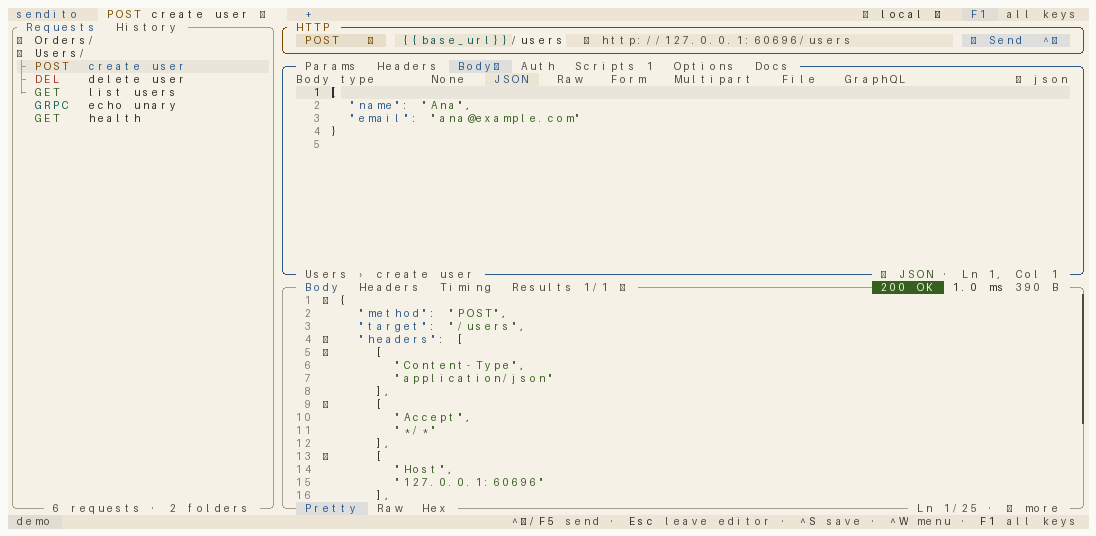 sendito POST create user + local F1 all keys
Requests History
HTTP
Orders/
POST {{base_url}}/users http://127.0.0.1:60696/users Send ^
Users/
POST create user
DEL delete user
GET list users
GRPC echo unary
GET health
Params Headers Body Auth Scripts 1 Options Docs
Body type None JSON Raw Form Multipart File GraphQL json
1 {
2 "name": "Ana",
3 "email": "ana@example.com"
4 }
5
Users › create user JSON · Ln 1, Col 1
Body Headers Timing Results 1/1 200 OK 1.0 ms 390 B
1 {
2 "method": "POST",
3 "target": "/users",
4 "headers": [
5 [
6 "Content-Type",
7 "application/json"
8 ],
9 [
10 "Accept",
11 "*/*"
12 ],
13 [
14 "Host",
15 "127.0.0.1:60696"
16 ],
6 requests · 2 folders
Pretty Raw Hex Ln 1/25 · more
demo ^/F5 send · Esc leave editor · ^S save · ^W menu · F1 all keys